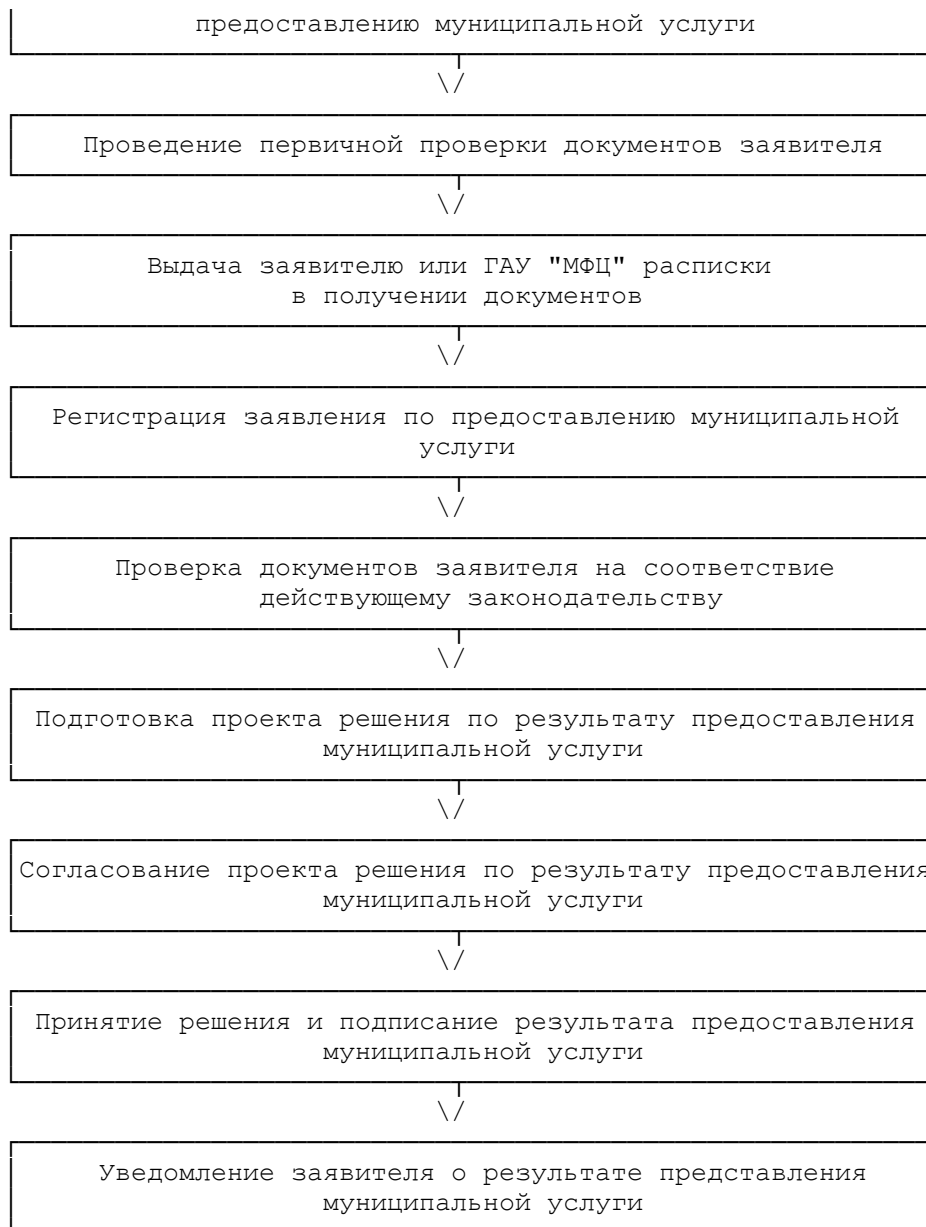 предоставлению муниципальной услуги
\/
Проведение первичной проверки документов заявителя
\/
Выдача заявителю или ГАУ "МФЦ" расписки
в получении документов
\/
Регистрация заявления по предоставлению муниципальной
услуги
\/
Проверка документов заявителя на соответствие
действующему законодательству
\/
Подготовка проекта решения по результату предоставления
муниципальной услуги
\/
Согласование проекта решения по результату предоставления
муниципальной услуги
\/
Принятие решения и подписание результата предоставления
муниципальной услуги
\/
Уведомление заявителя о результате представления
муниципальной услуги